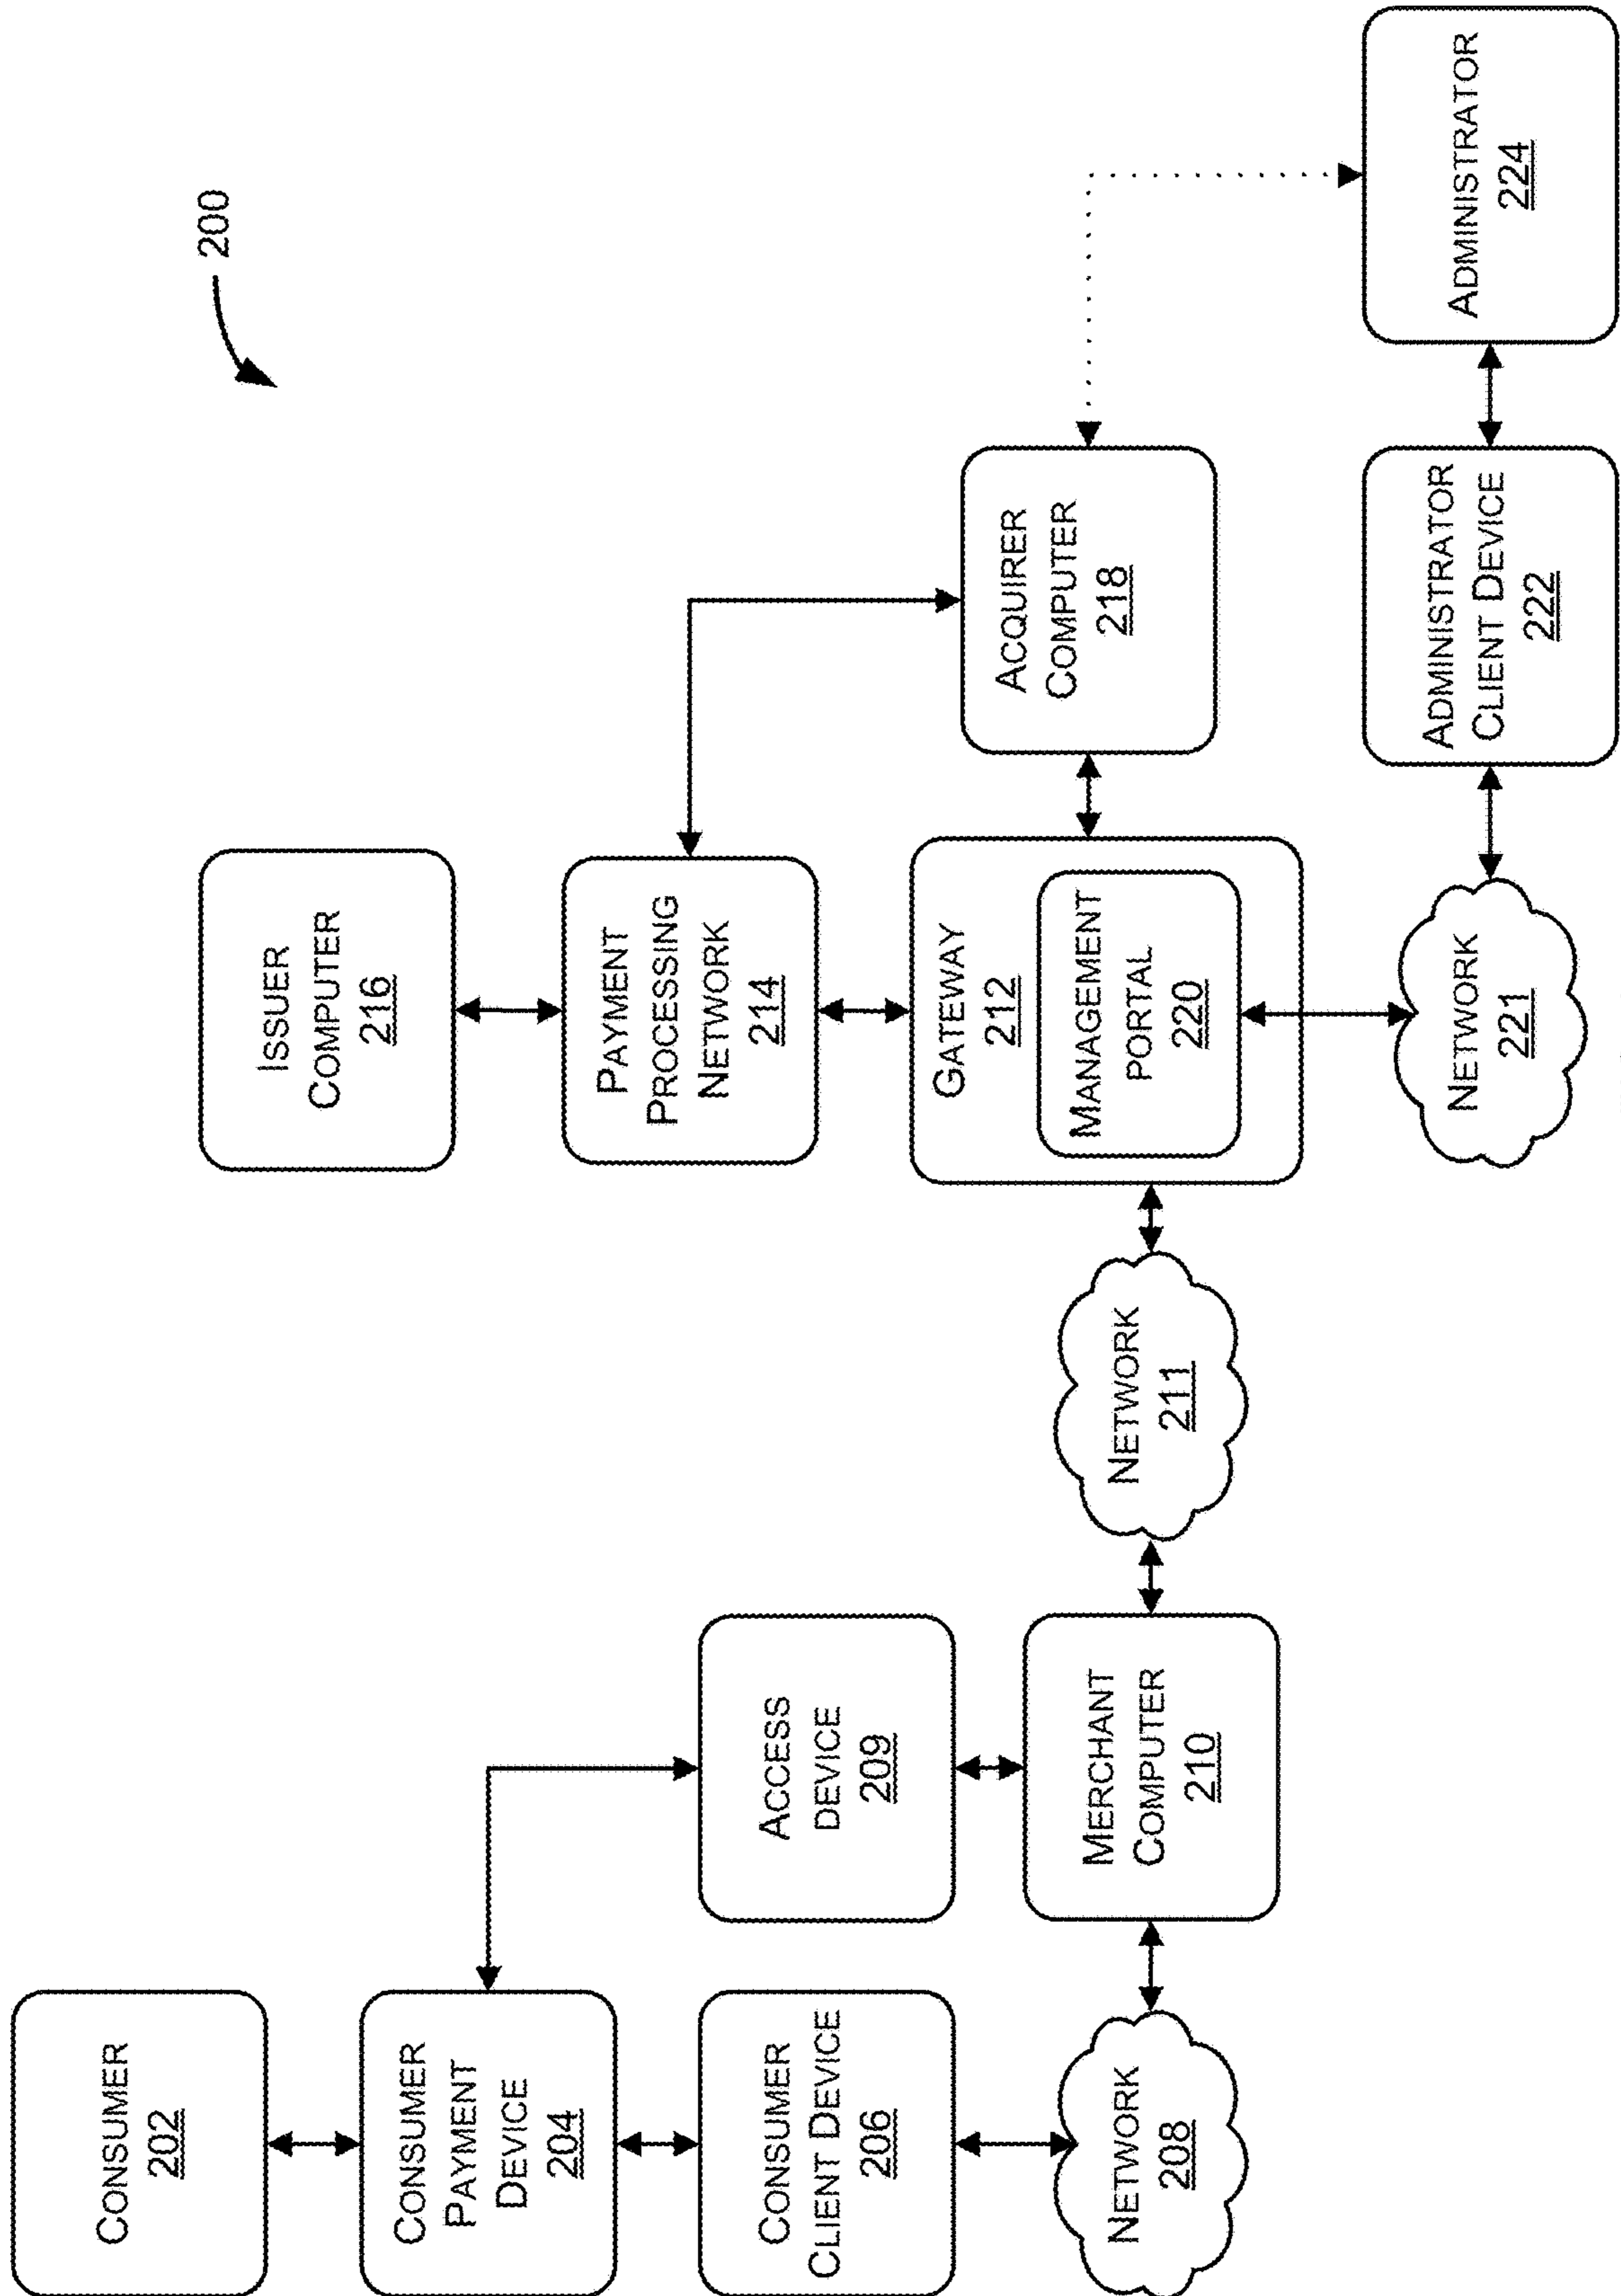 200
CONSUMER
202
CONSUMER
PAYMENT
DEVICE
204
CONSUMER
CLIENT DEVICE
206
NETWORK
208
ACCESS
DEVICE
209
MERCHANT
COMPUTER
210
NETWORK
211
ISSUER
COMPUTER
216
PAYMENT
PROCESSING
NETWORK
214
GATEWAY
212
MANAGEMENT
PORTAL
220
ACQUIRER
COMPUTER
218
NETWORK
221
ADMINISTRATOR
CLIENT DEVICE
222
ADMINISTRATOR
224